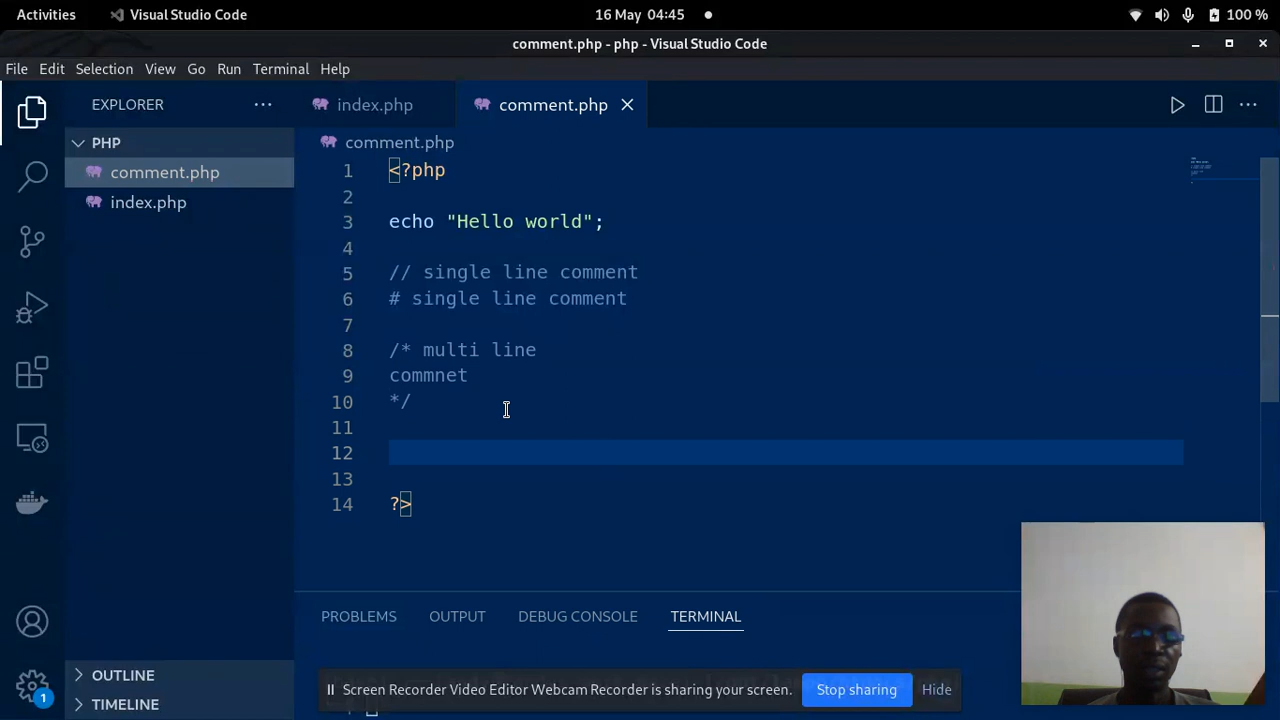 Activities Visual Studio Code 16 May 04:45 100 %
comment.php - php - Visual Studio Code
File Edit Selection View Go Run Terminal Help
EXPLORER index.php comment.php
PHP comment.php
comment.php
index.php
1 <?php
2
3 echo "Hello world";
4
5 // single line comment
6 # single line comment
7
8 /* multi line
9 commnet
10 */
11
12
13
14 ?>
PROBLEMS OUTPUT DEBUG CONSOLE TERMINAL
OUTLINE
TIMELINE
1
Screen Recorder Video Editor Webcam Recorder is sharing your screen. Stop sharing Hide